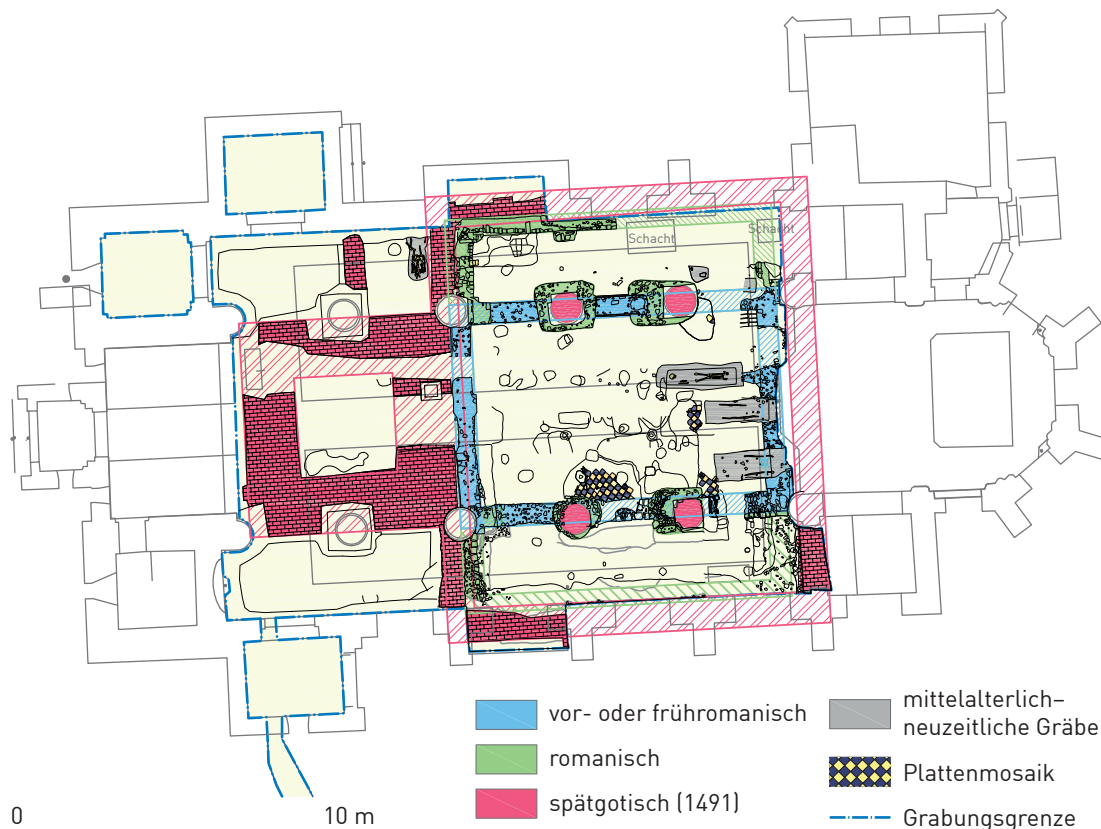 Schacht
Schacht
vor- oder frühromanisch
romanisch
spätgotisch (1491)
mittelalterlich–
neuzeitliche Gräbe
Plattenmosaik
Grabungsgrenze
0
10 m